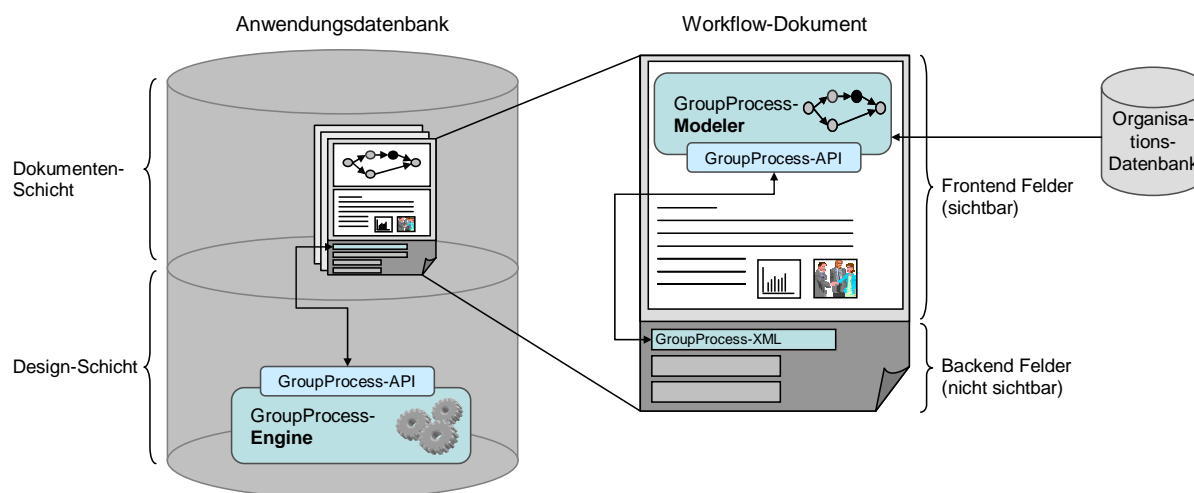 Anwendungsdatenbank
Workflow-Dokument
Dokumenten-
Schicht
Design-Schicht
GroupProcess-API
GroupProcess-
Engine
GroupProcess-
Modeler
GroupProcess-API
GroupProcess-XML
Frontend Felder
(sichtbar)
Backend Felder
(nicht sichtbar)
Organisa-
tions-
Datenbank